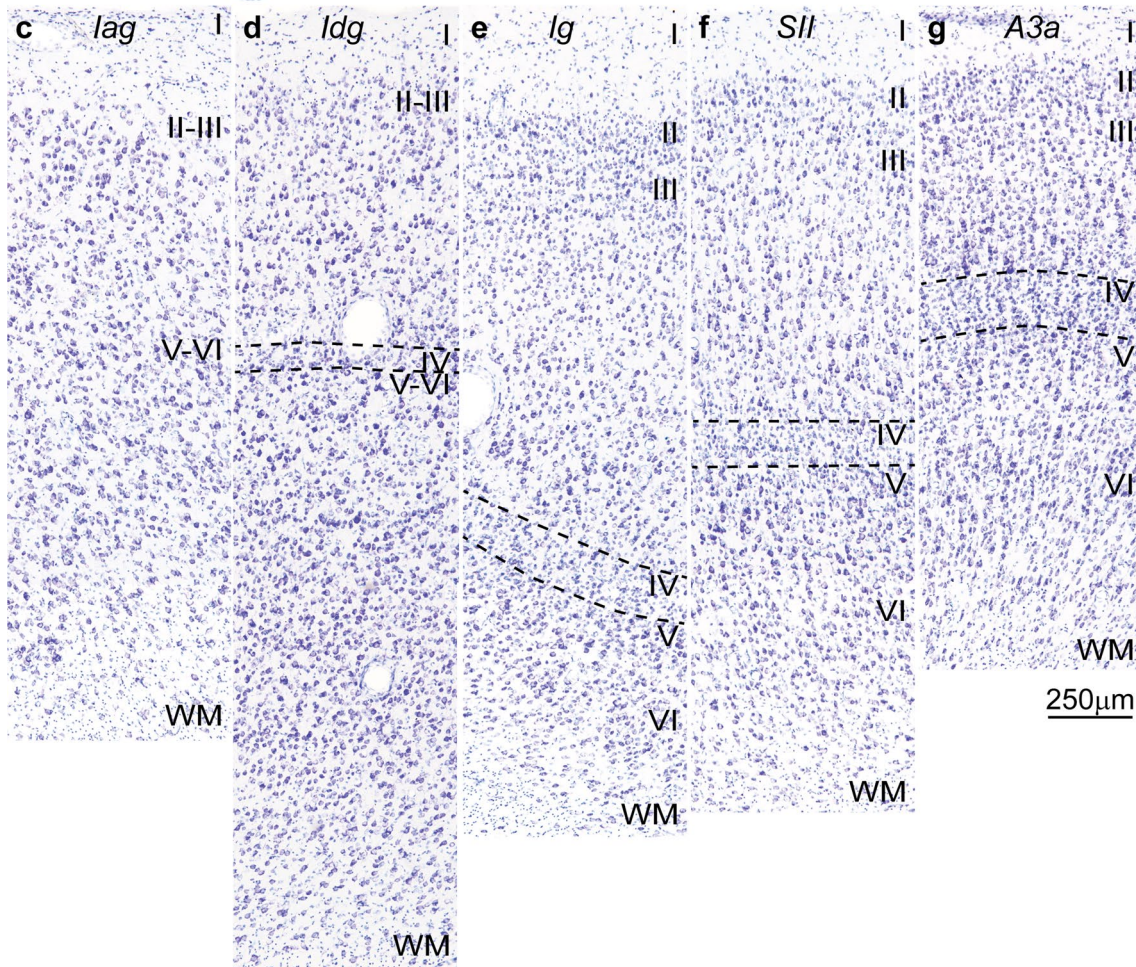 c Iag I
II-III
V-VI
WM
d Idg I
II-III
IV
V-VI
WM
e Ig I
II
III
IV
V
VI
WM
f SII I
II
III
IV
V
VI
WM
g A3a I
II
III
IV
V
VI
WM
250μm